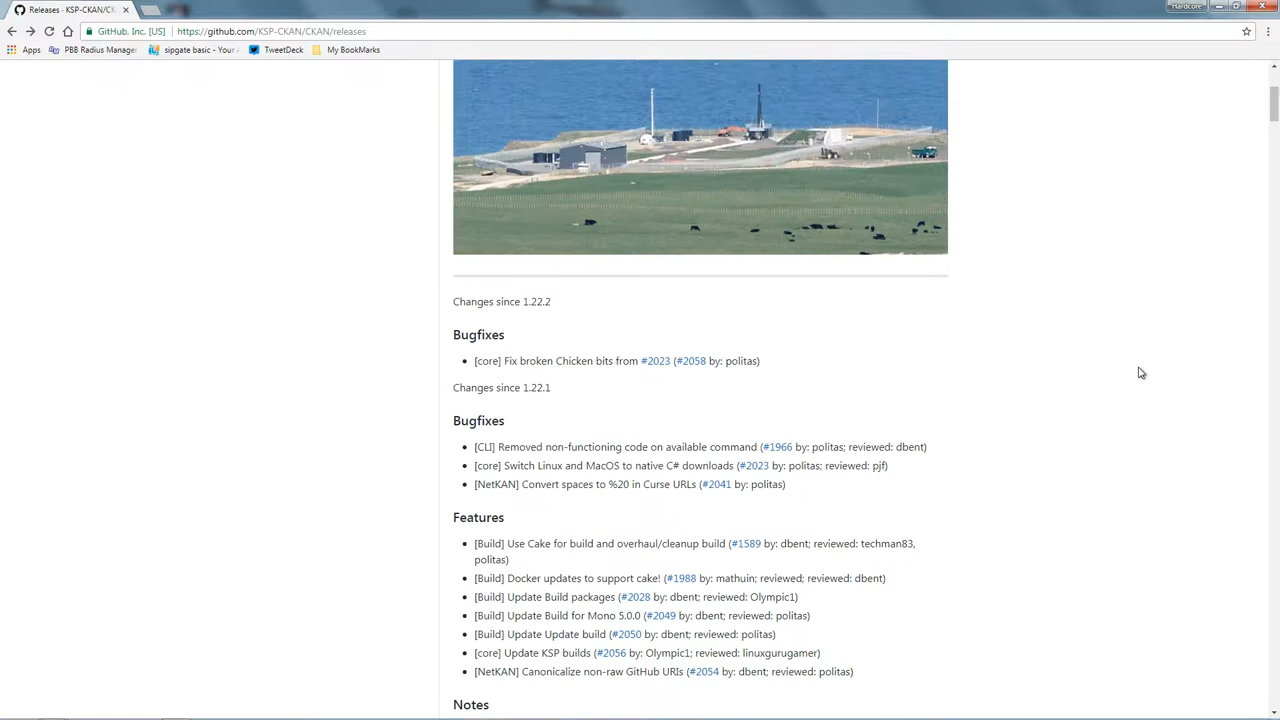 Releases · KSP-CKAN/CK
Hardcore
GitHub, Inc. [US]
https://github.com/KSP-CKAN/CKAN/releases
Apps
PBB Radius Manager
sipgate basic - Your
TweetDeck
My BookMarks
Changes since 1.22.2
Bugfixes
[core] Fix broken Chicken bits from #2023 (#2058 by: politas)
Changes since 1.22.1
Bugfixes
[CLI] Removed non-functioning code on available command (#1966 by: politas; reviewed: dbent)
[core] Switch Linux and MacOS to native C# downloads (#2023 by: politas; reviewed: pjf)
[NetKAN] Convert spaces to %20 in Curse URLs (#2041 by: politas)
Features
[Build] Use Cake for build and overhaul/cleanup build (#1589 by: dbent; reviewed: techman83,
politas)
[Build] Docker updates to support cake! (#1988 by: mathuin; reviewed; reviewed: dbent)
[Build] Update Build packages (#2028 by: dbent; reviewed: Olympic1)
[Build] Update Build for Mono 5.0.0 (#2049 by: dbent; reviewed: politas)
[Build] Update Update build (#2050 by: dbent; reviewed: politas)
[core] Update KSP builds (#2056 by: Olympic1; reviewed: linuxgurugamer)
[NetKAN] Canonicalize non-raw GitHub URIs (#2054 by: dbent; reviewed: politas)
Notes